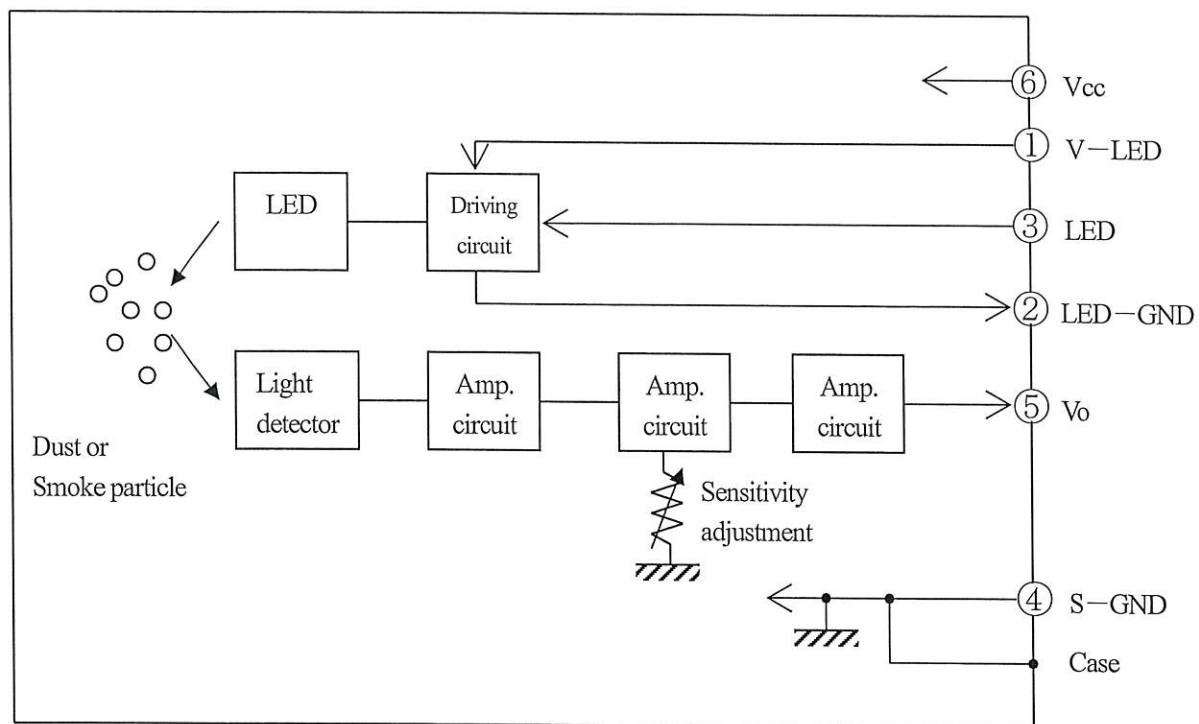 ⑥ Vcc
① V－LED
LED
Driving
circuit
③ LED
② LED－GND
Light
detector
Amp.
circuit
Amp.
circuit
Amp.
circuit
⑤ Vo
Dust or
Smoke particle
Sensitivity
adjustment
④ S－GND
Case